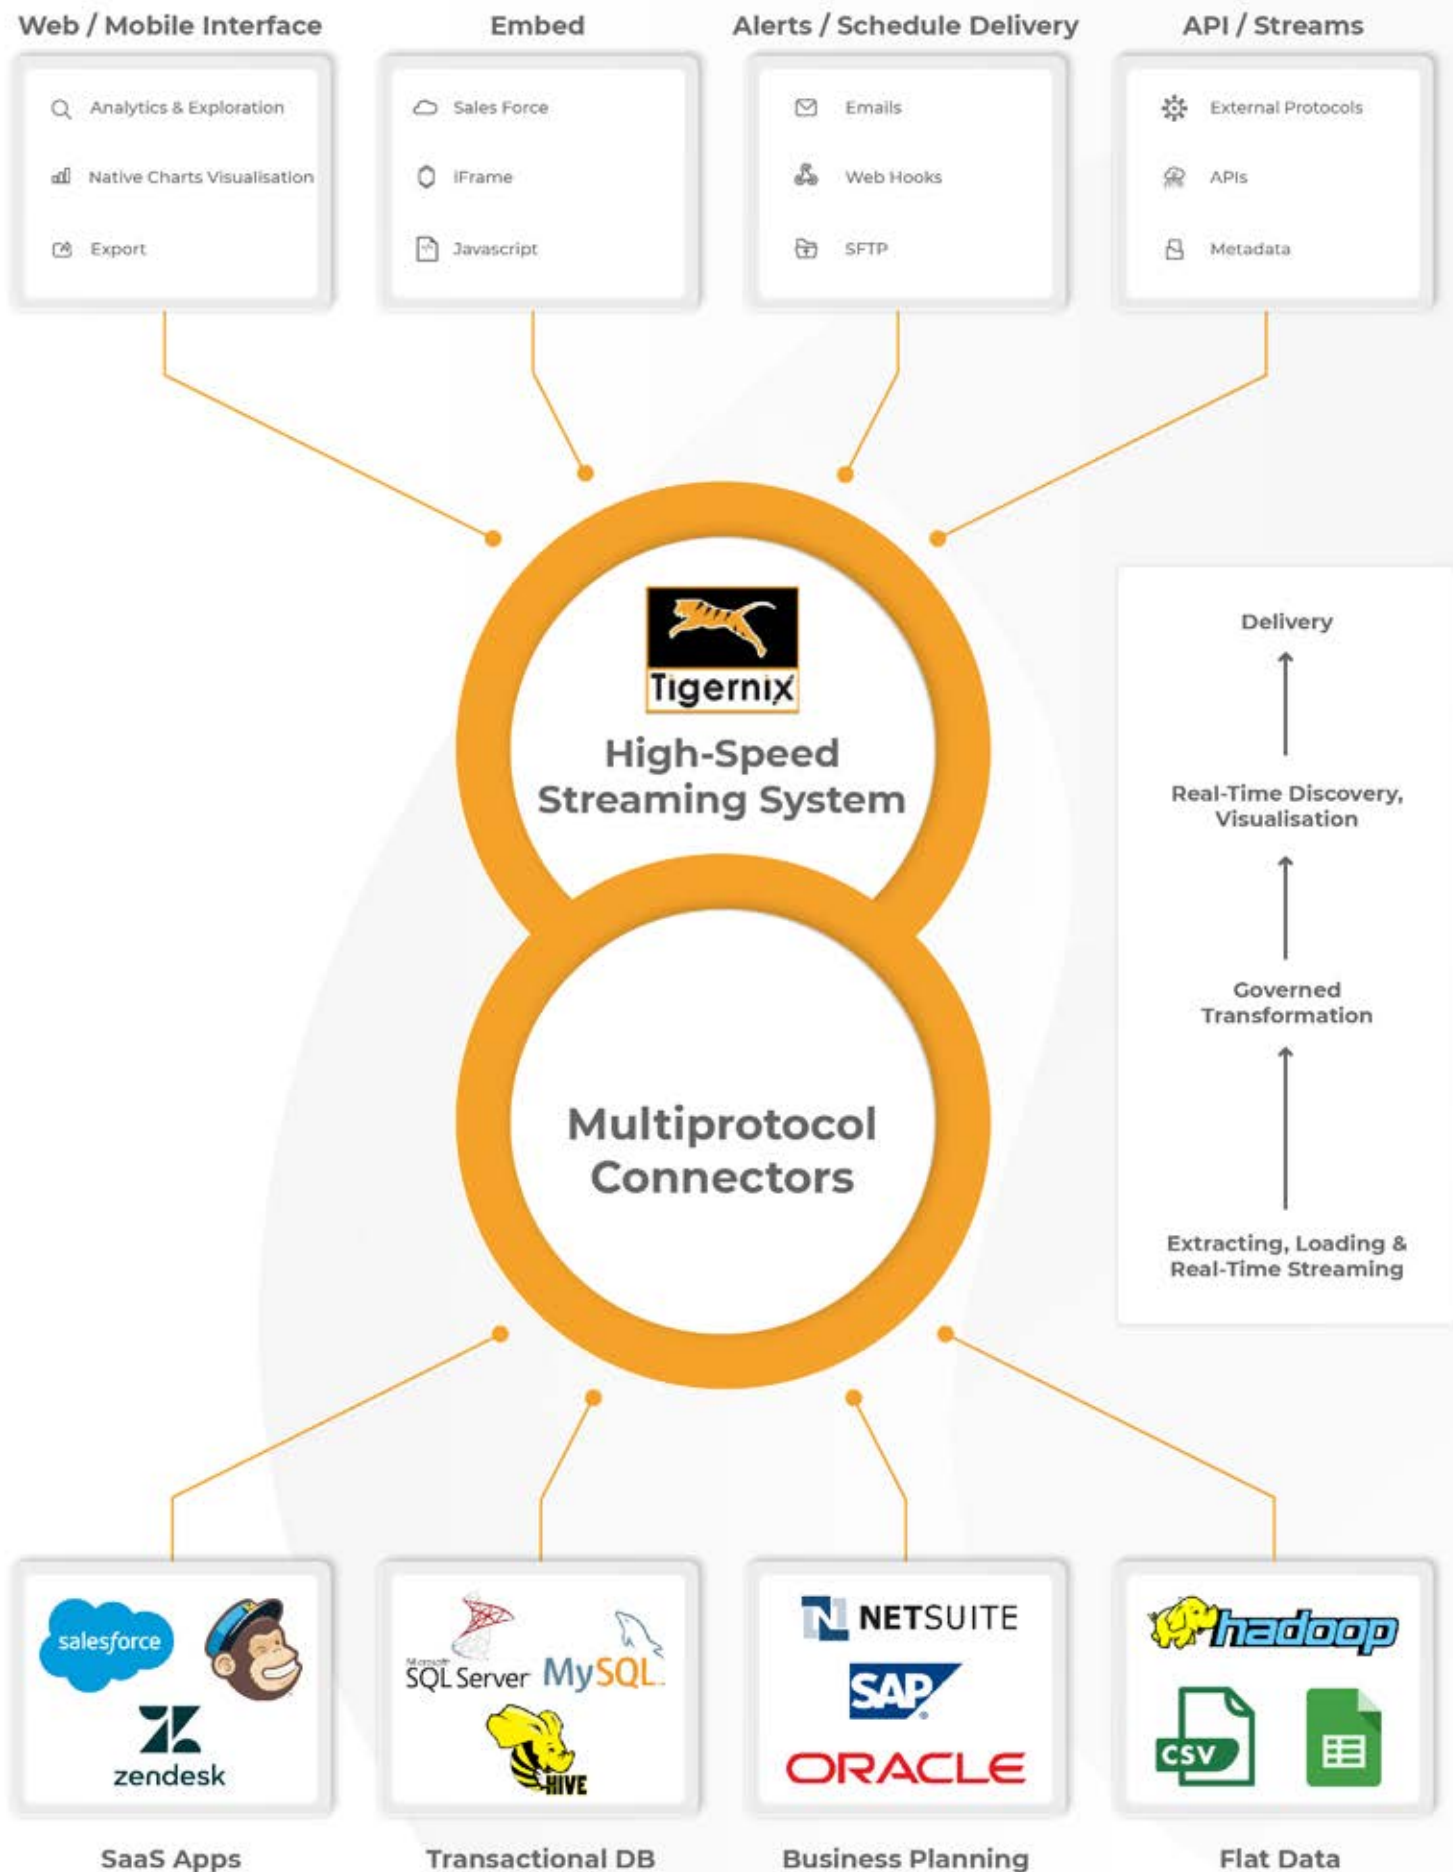 Web / Mobile Interface
Analytics & Exploration
Native Charts Visualisation
Export
Embed
Sales Force
iFrame
Javascript
Alerts / Schedule Delivery
Emails
Web Hooks
SFTP
API / Streams
External Protocols
APIs
Metadata
Tigernix
High-Speed
Streaming System
Multiprotocol
Connectors
Delivery
Real-Time Discovery,
Visualisation
Governed
Transformation
Extracting, Loading &
Real-Time Streaming
salesforce
zendesk
SaaS Apps
Microsoft
SQL Server
MySQL
HIVE
Transactional DB
N
NETSUITE
SAP
ORACLE
Business Planning
hadoop
CSV
Flat Data